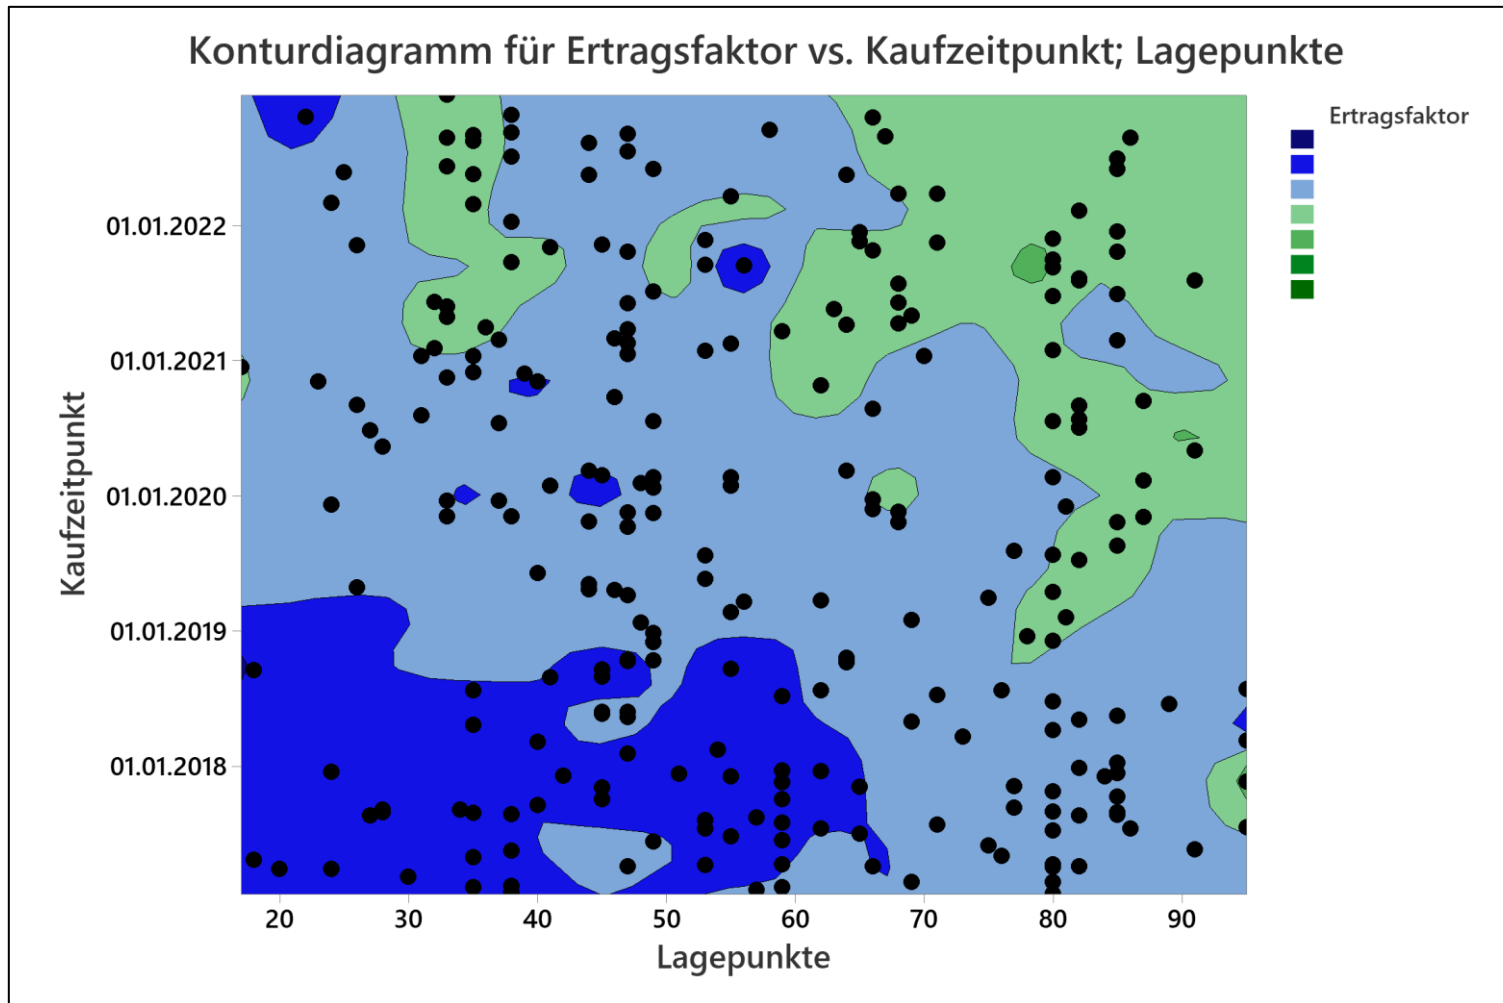 Konturdiagramm für Ertragsfaktor vs. Kaufzeitpunkt; Lagepunkte
Ertragsfaktor
Kaufzeitpunkt
01.01.2022
01.01.2021
01.01.2020
01.01.2019
01.01.2018
20 30 40 50 60 70 80 90
Lagepunkte